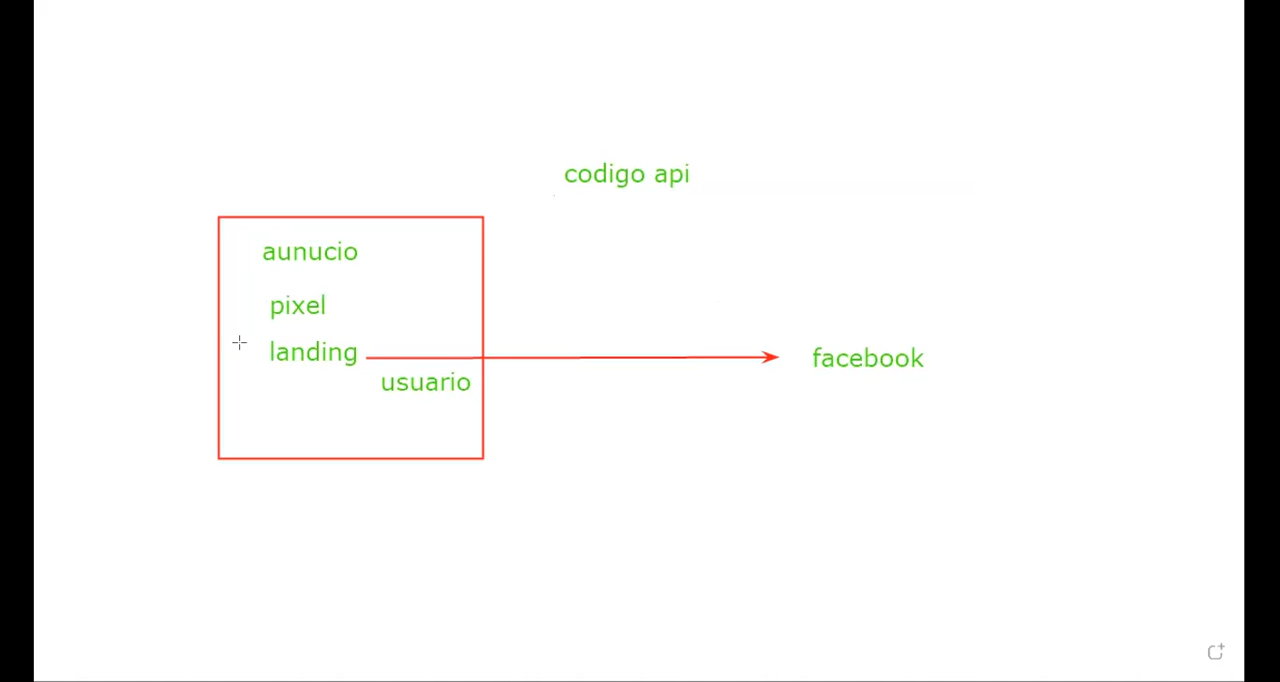 codigo api
aunucio
pixel
landing
usuario
facebook